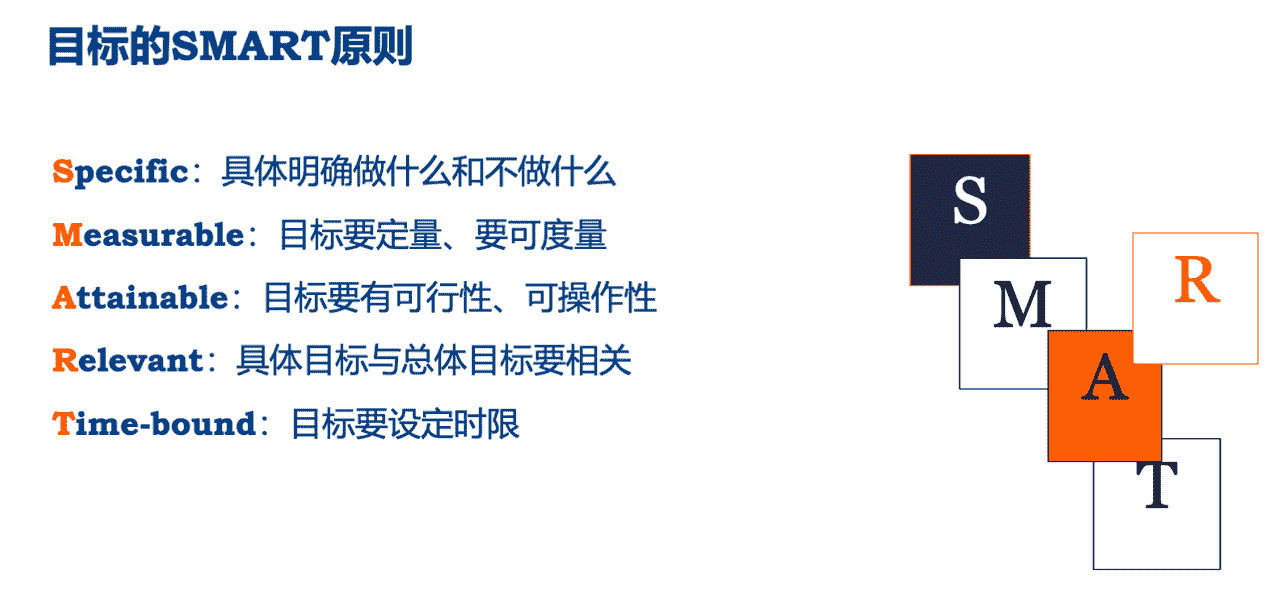 目标的SMART原则
Specific：具体明确做什么和不做什么
Measurable：目标要定量、要可度量
Attainable：目标要有可行性、可操作性
Relevant：具体目标与总体目标要相关
Time-bound：目标要设定时限
S
M
A
R
T